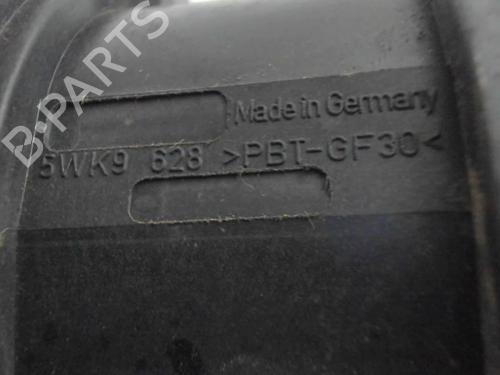 B-PARTS
Made in Germany
5WK9 628 >PBT-GF30<